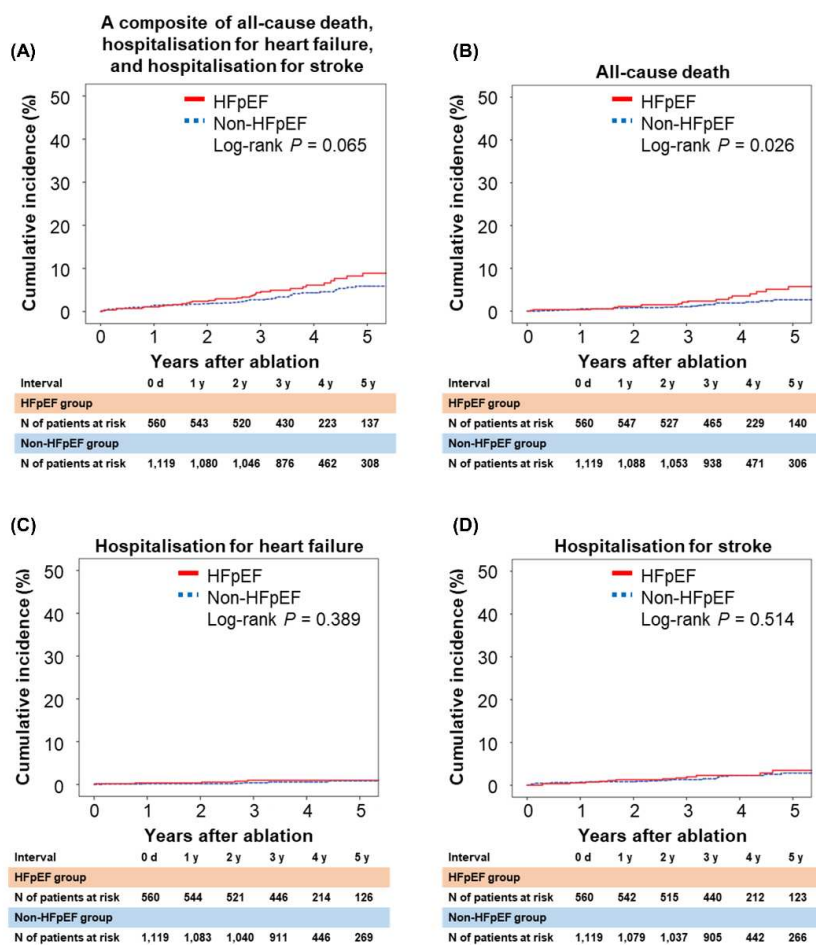 (A)
A composite of all-cause death,
hospitalisation for heart failure,
and hospitalisation for stroke
Cumulative incidence (%)
50
40
30
20
10
0
HFpEF
Non-HFpEF
Log-rank P = 0.065
0 1 2 3 4 5
Years after ablation
Interval 0 d 1 y 2 y 3 y 4 y 5 y
HFpEF group
N of patients at risk 560 543 520 430 223 137
Non-HFpEF group
N of patients at risk 1,119 1,080 1,046 876 462 308
(B)
All-cause death
Cumulative incidence (%)
50
40
30
20
10
0
HFpEF
Non-HFpEF
Log-rank P = 0.026
0 1 2 3 4 5
Years after ablation
Interval 0 d 1 y 2 y 3 y 4 y 5 y
HFpEF group
N of patients at risk 560 547 527 465 229 140
Non-HFpEF group
N of patients at risk 1,119 1,088 1,053 938 471 306
(C)
Hospitalisation for heart failure
Cumulative incidence (%)
50
40
30
20
10
0
HFpEF
Non-HFpEF
Log-rank P = 0.389
0 1 2 3 4 5
Years after ablation
Interval 0 d 1 y 2 y 3 y 4 y 5 y
HFpEF group
N of patients at risk 560 544 521 446 214 126
Non-HFpEF group
N of patients at risk 1,119 1,083 1,040 911 446 269
(D)
Hospitalisation for stroke
Cumulative incidence (%)
50
40
30
20
10
0
HFpEF
Non-HFpEF
Log-rank P = 0.514
0 1 2 3 4 5
Years after ablation
Interval 0 d 1 y 2 y 3 y 4 y 5 y
HFpEF group
N of patients at risk 560 542 515 440 212 123
Non-HFpEF group
N of patients at risk 1,119 1,079 1,037 905 442 266